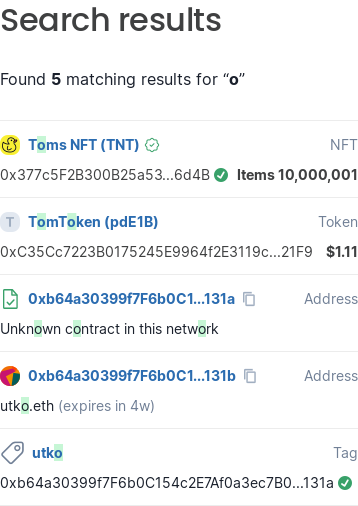 Search results
Found 5 matching results for “o”
Toms NFT (TNT) NFT
0x377c5F2B300B25a53...6d4B Items 10,000,001
T TomToken (pdE1B) Token
0xC35Cc7223B0175245E9964f2E3119c...21F9 $1.11
0xb64a30399f7F6b0C1...131a Address
Unknown contract in this network
0xb64a30399f7F6b0C1...131b Address
utko.eth (expires in 4w)
utko Tag
0xb64a30399f7F6b0C154c2E7Af0a3ec7B0...131a